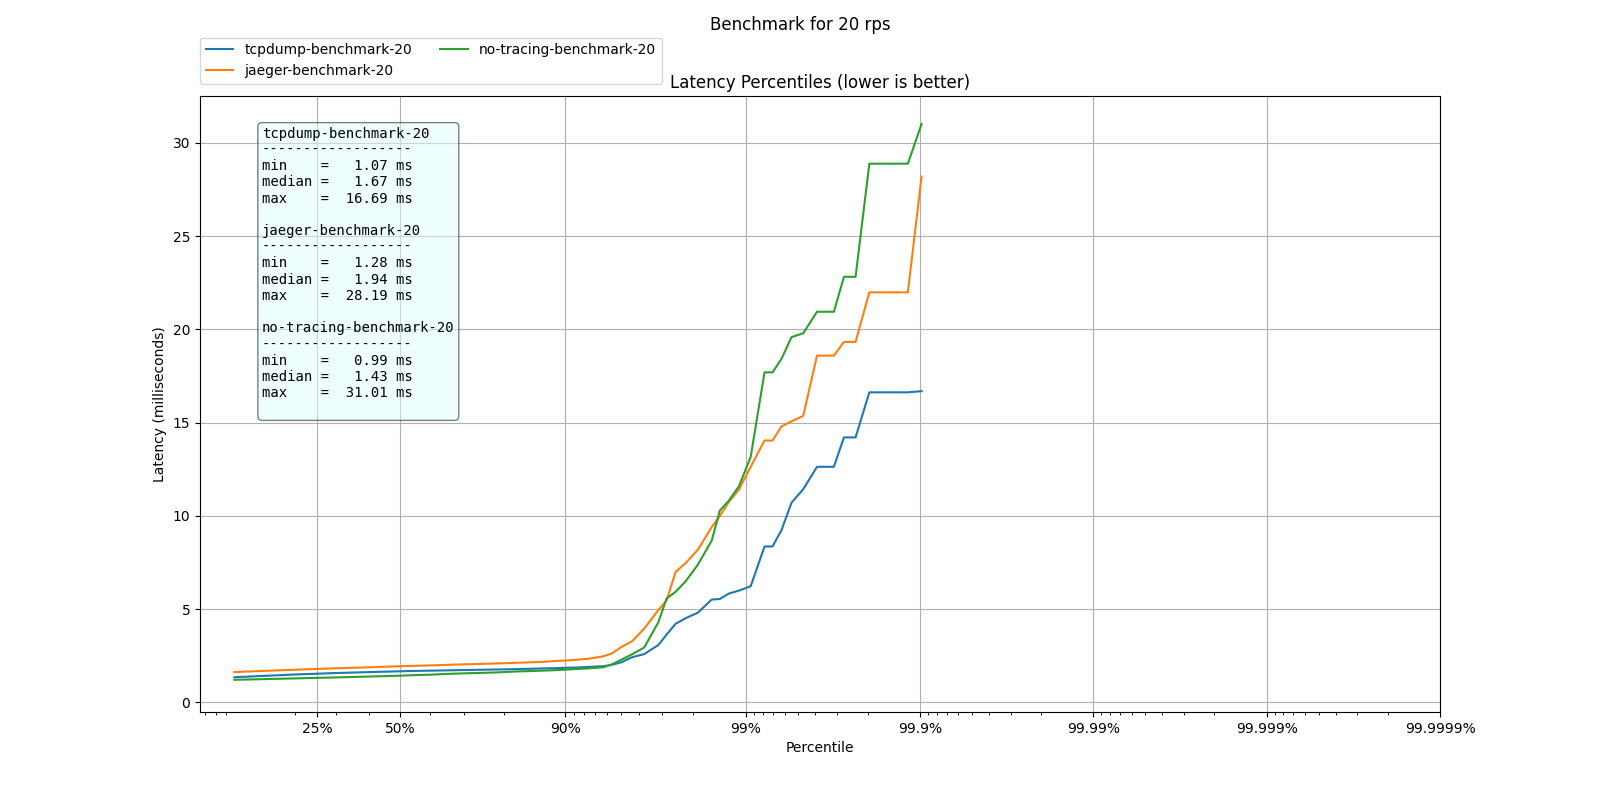 Benchmark for 20 rps
tcpdump-benchmark-20
no-tracing-benchmark-20
jaeger-benchmark-20
Latency Percentiles (lower is better)
tcpdump-benchmark-20
------------------
min    =   1.07 ms
median =   1.67 ms
max    =  16.69 ms
jaeger-benchmark-20
------------------
min    =   1.28 ms
median =   1.94 ms
max    =  28.19 ms
no-tracing-benchmark-20
------------------
min    =   0.99 ms
median =   1.43 ms
max    =  31.01 ms
Latency (milliseconds)
30
25
20
15
10
5
0
25% 50% 90% 99% 99.9% 99.99% 99.999% 99.9999%
Percentile